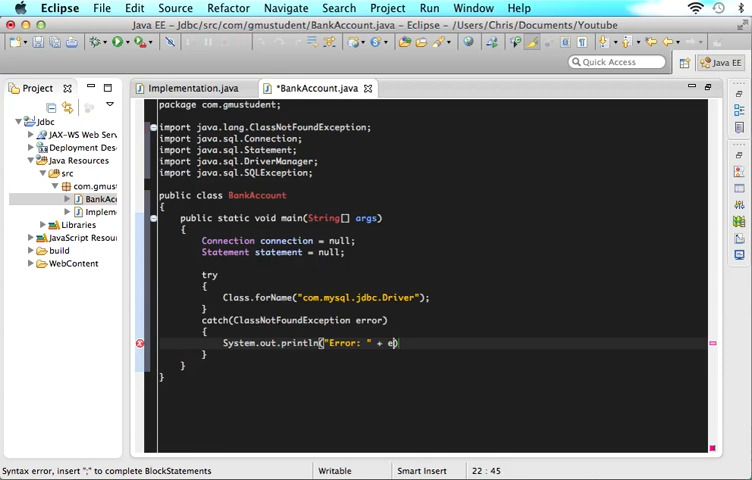 Eclipse File Edit Source Refactor Navigate Search Project Run Window Help
Java EE - Jdbc/src/com/gmustudent/BankAccount.java - Eclipse - /Users/Chris/Documents/Youtube
Quick Access
Java EE
Project
Implementation.java
*BankAccount.java
Jdbc
JAX-WS Web Serv
Deployment Des
Java Resources
src
com.gmust
BankAcc
Implem
Libraries
JavaScript Resour
build
WebContent
package com.gmustudent;
import java.lang.ClassNotFoundException;
import java.sql.Connection;
import java.sql.Statement;
import java.sql.DriverManager;
import java.sql.SQLException;
public class BankAccount
{
public static void main(String[] args)
{
Connection connection = null;
Statement statement = null;
try
{
Class.forName("com.mysql.jdbc.Driver");
}
catch(ClassNotFoundException error)
{
System.out.println("Error: " + e)
}
}
}
Syntax error, insert ";" to complete BlockStatements
Writable
Smart Insert
22 : 45